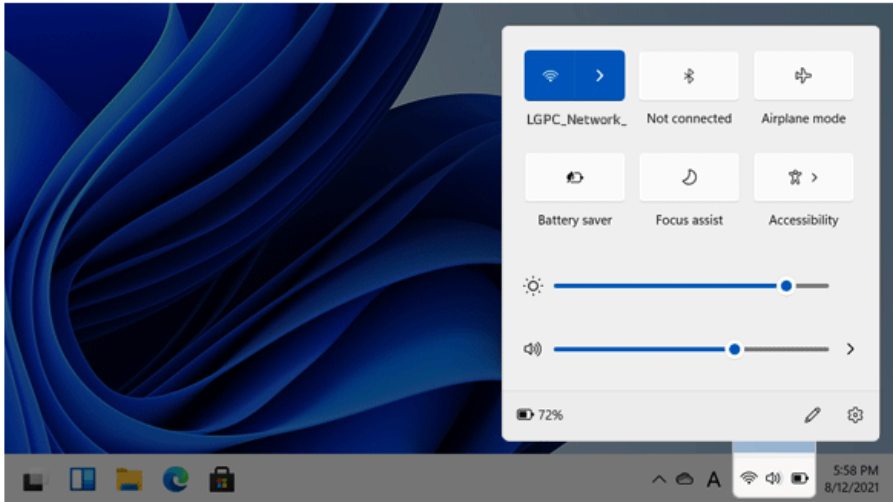 LGPC_Network_
Not connected
Airplane mode
Battery saver
Focus assist
Accessibility
72%
A
5:58 PM
8/12/2021